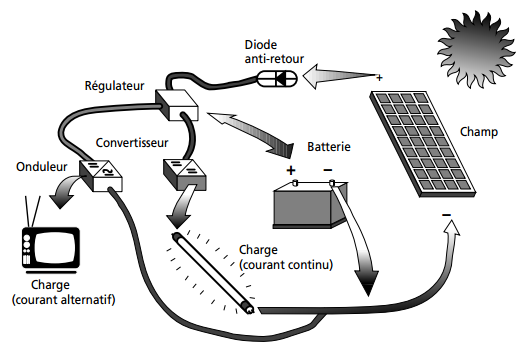 Diode
anti-retour
+
Régulateur
Champ
Convertisseur
Batterie
Onduleur
+ −
−
Charge
(courant continu)
Charge
(courant alternatif)